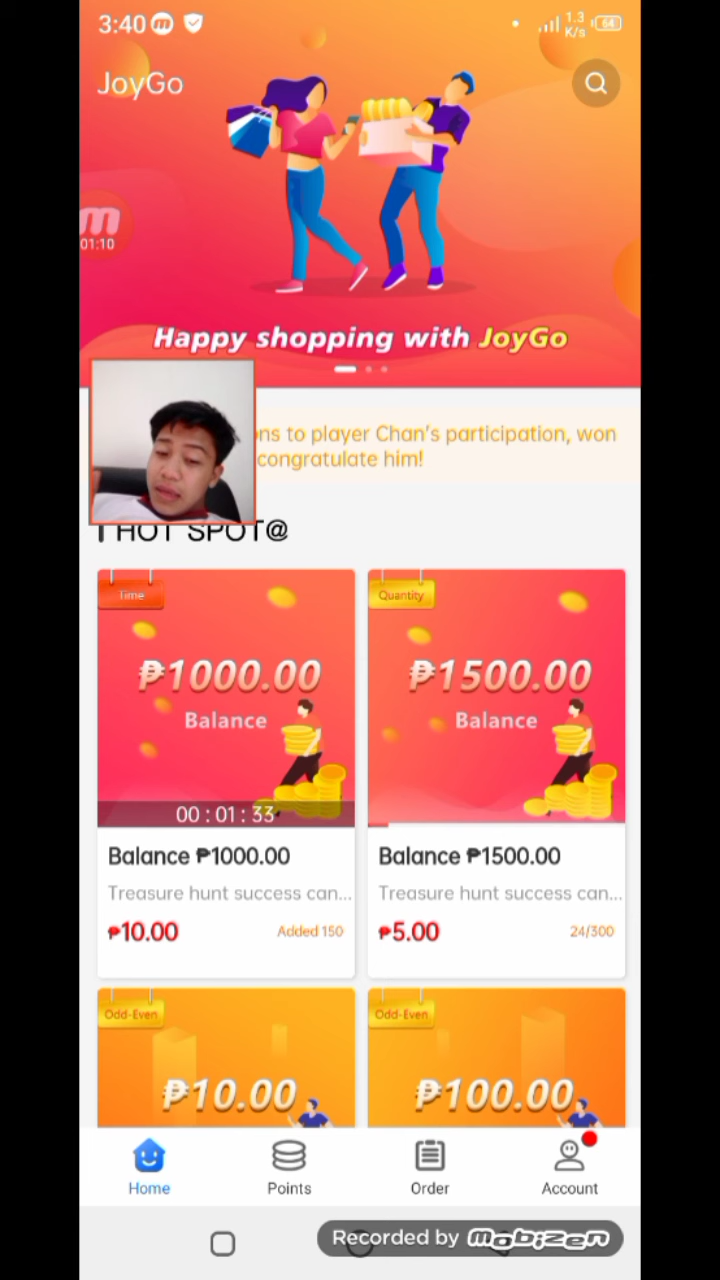 3:40
1.3
K/s
64
JoyGo
01:10
Happy shopping with JoyGo
ons to player Chan's participation, won
congratulate him!
HOT SPOT@
Time
₱1000.00
Balance
00:01:33
Balance ₱1000.00
Treasure hunt success can...
₱10.00
Added 150
Quantity
₱1500.00
Balance
Balance ₱1500.00
Treasure hunt success can...
₱5.00
24/300
Odd-Even
₱10.00
Odd-Even
₱100.00
Home
Points
Order
Account
Recorded by mobizen